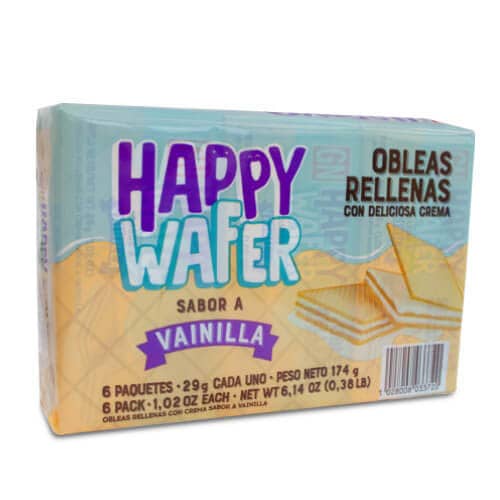 HAPPY
WAFER
SABOR A
VAINILLA
OBLEAS
RELLENAS
CON DELICIOSA CREMA
6 PAQUETES • 29g CADA UNO • PESO NETO 174 g
6 PACK • 1,02 OZ EACH • NET WT 6,14 OZ (0,38 LB)
OBLEAS RELLENAS CON CREMA SABOR A VAINILLA